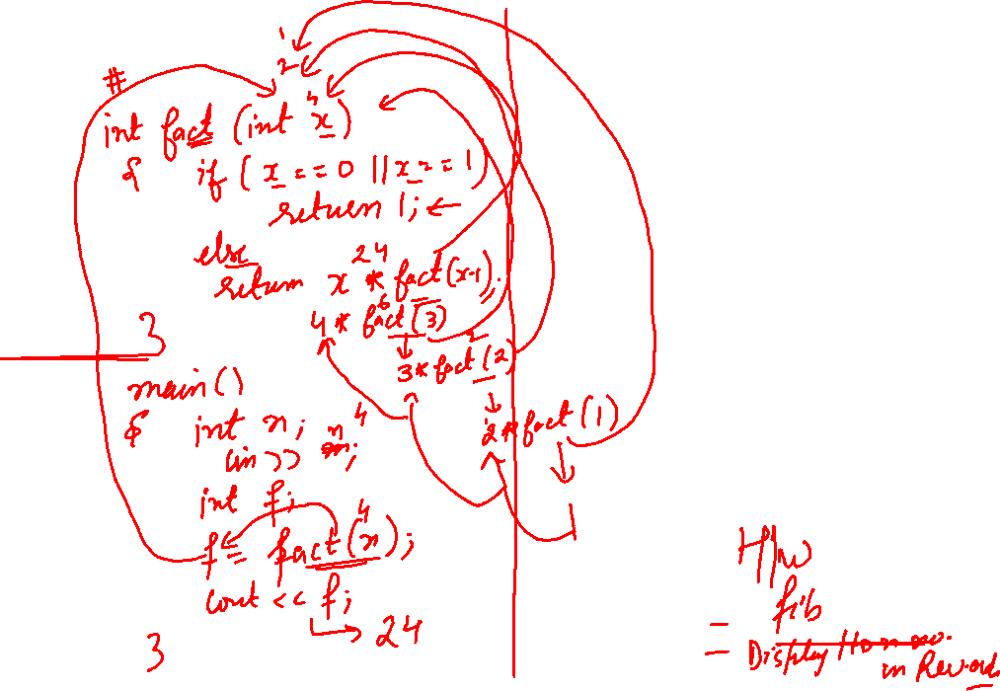 1
2
#
int fact (int x)
4
{ if ( x == 0 || x == 1)
return 1; ←
else
24
return x * fact(x-1).
6
4 * fact(3)
2
3* fact (2)
2* fact (1)
1
}
main()
{ int n;
4
cin >> n;
int f;
4
f = fact(n);
cout << f;
→ 24
}
H/w
= fib
= Display
in Rev